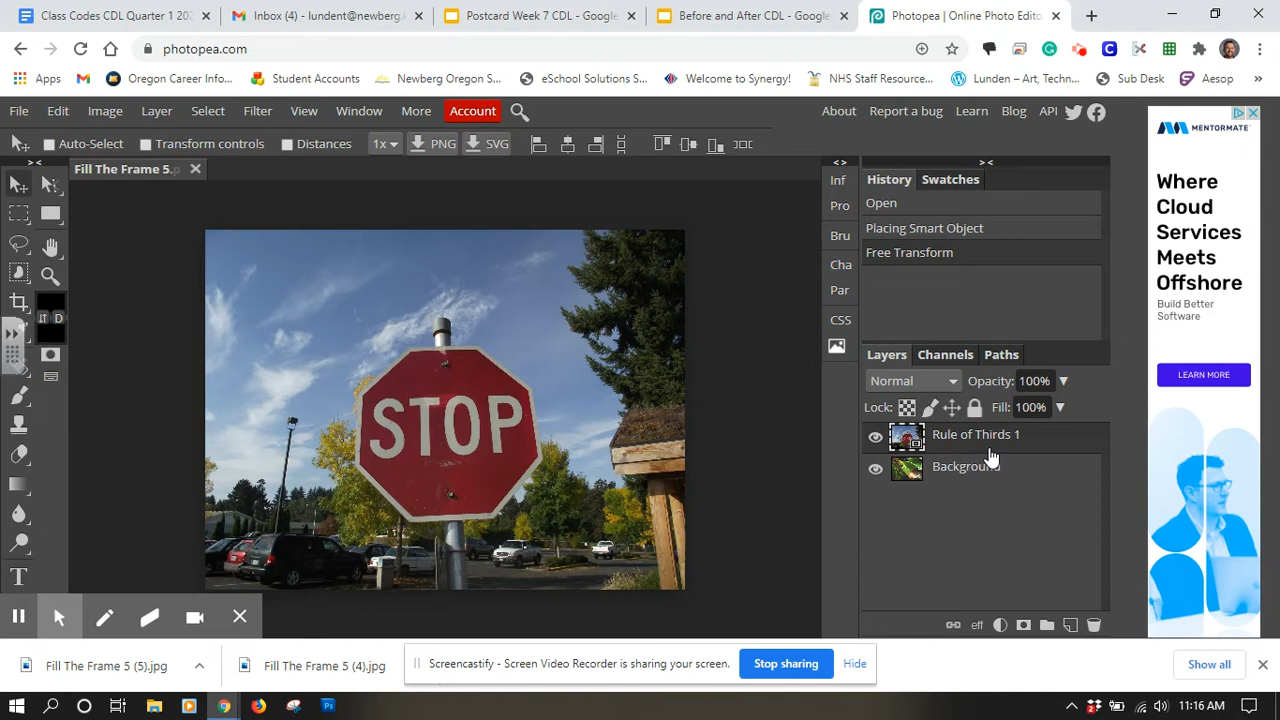 Class Codes CDL Quarter 1 202
Inbox (4) - lundent@newberg
Postcard Week 7 CDL - Google
Before and After CDL - Google
Photopea | Online Photo Edito
photopea.com
Apps
Oregon Career Info...
Student Accounts
Newberg Oregon S...
eSchool Solutions S...
Welcome to Synergy!
NHS Staff Resource...
Lunden – Art, Techn...
Sub Desk
Aesop
»
File Edit Image Layer Select Filter View Window More Account
About Report a bug Learn Blog API
Auto-Select Transform controls Distances 1x PNG SVG
Fill The Frame 5.p
Inf
Pro
Bru
Cha
Par
CSS
History Swatches
Open
Placing Smart Object
Free Transform
Layers Channels Paths
Normal Opacity: 100%
Lock: Fill: 100%
Rule of Thirds 1
Background
eff
D
T
STOP
MENTORMATE
Where
Cloud
Services
Meets
Offshore
Build Better
Software
LEARN MORE
Fill The Frame 5 (5).jpg
Fill The Frame 5 (4).jpg
Screencastify - Screen Video Recorder is sharing your screen.
Stop sharing
Hide
Show all
Ps
2
11:16 AM